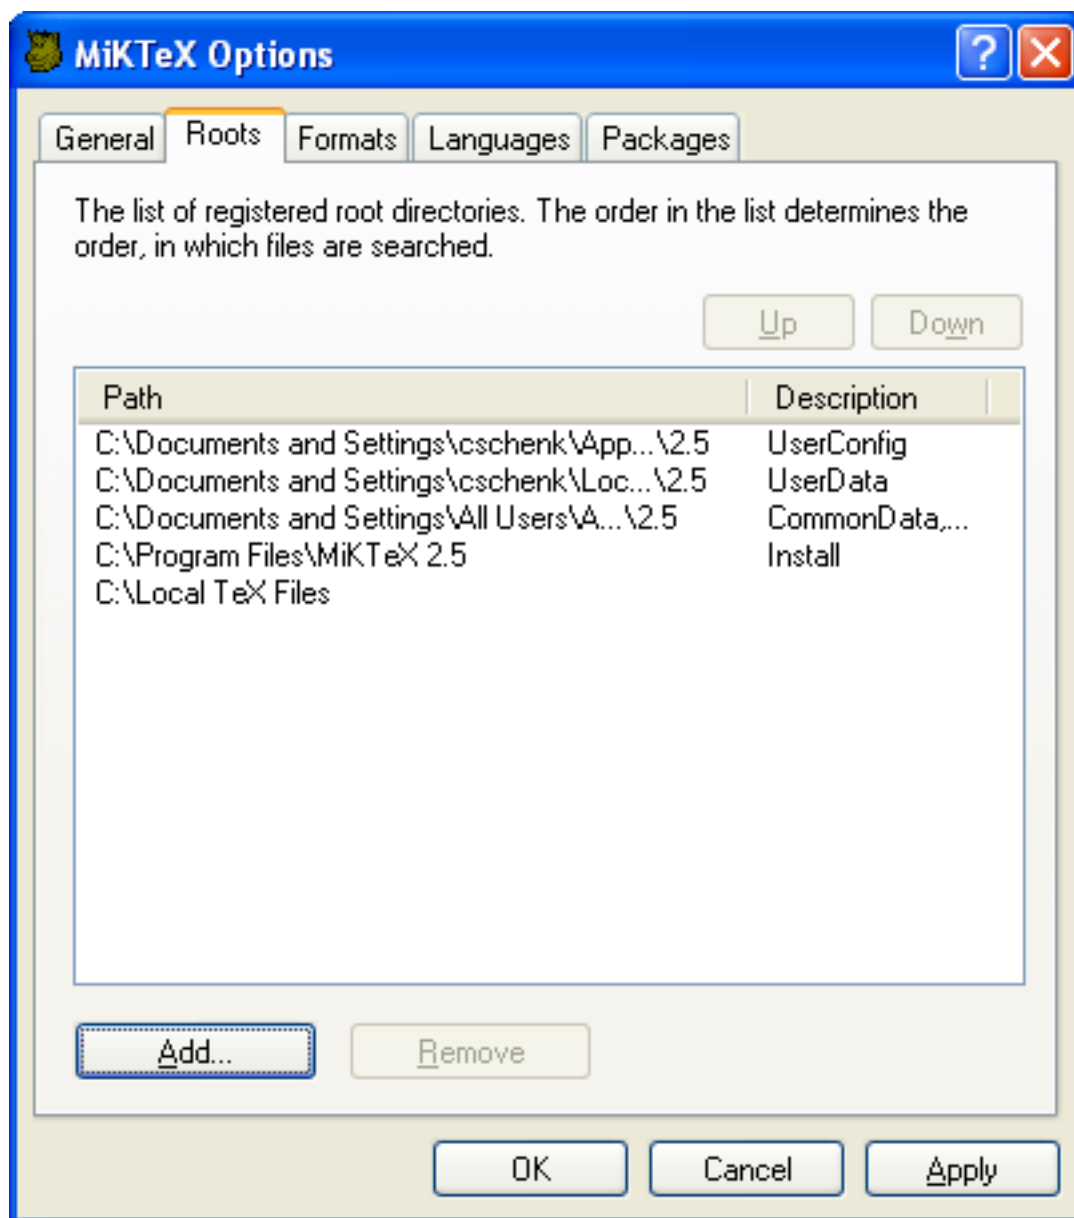 MiKTeX Options
General Roots Formats Languages Packages
The list of registered root directories. The order in the list determines the
order, in which files are searched.
Up Down
Path Description
C:\Documents and Settings\cschenk\App...\2.5 UserConfig
C:\Documents and Settings\cschenk\Loc...\2.5 UserData
C:\Documents and Settings\All Users\A...\2.5 CommonData,...
C:\Program Files\MiKTeX 2.5 Install
C:\Local TeX Files
Add... Remove
OK Cancel Apply